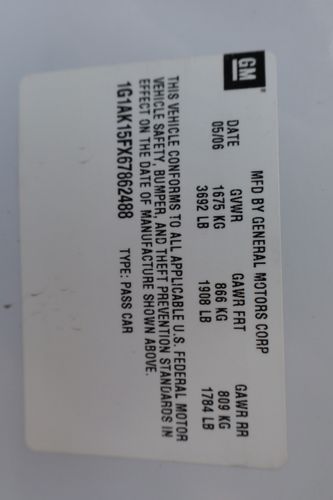 GM
MFD BY GENERAL MOTORS CORP
DATE GVWR GAWR FRT GAWR RR
05/06 1675 KG 866 KG 809 KG
3692 LB 1908 LB 1784 LB
THIS VEHICLE CONFORMS TO ALL APPLICABLE U.S. FEDERAL MOTOR
VEHICLE SAFETY, BUMPER, AND THEFT PREVENTION STANDARDS IN
EFFECT ON THE DATE OF MANUFACTURE SHOWN ABOVE.
1G1AK15FX67862488 TYPE: PASS CAR